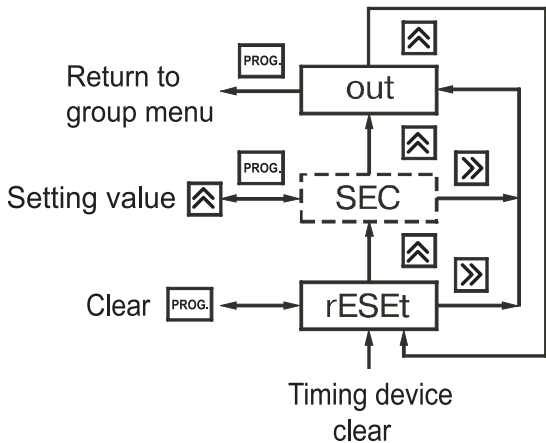 PROG.
Return to
group menu
out
PROG.
Setting value
SEC
Clear
PROG.
rESEt
Timing device
clear